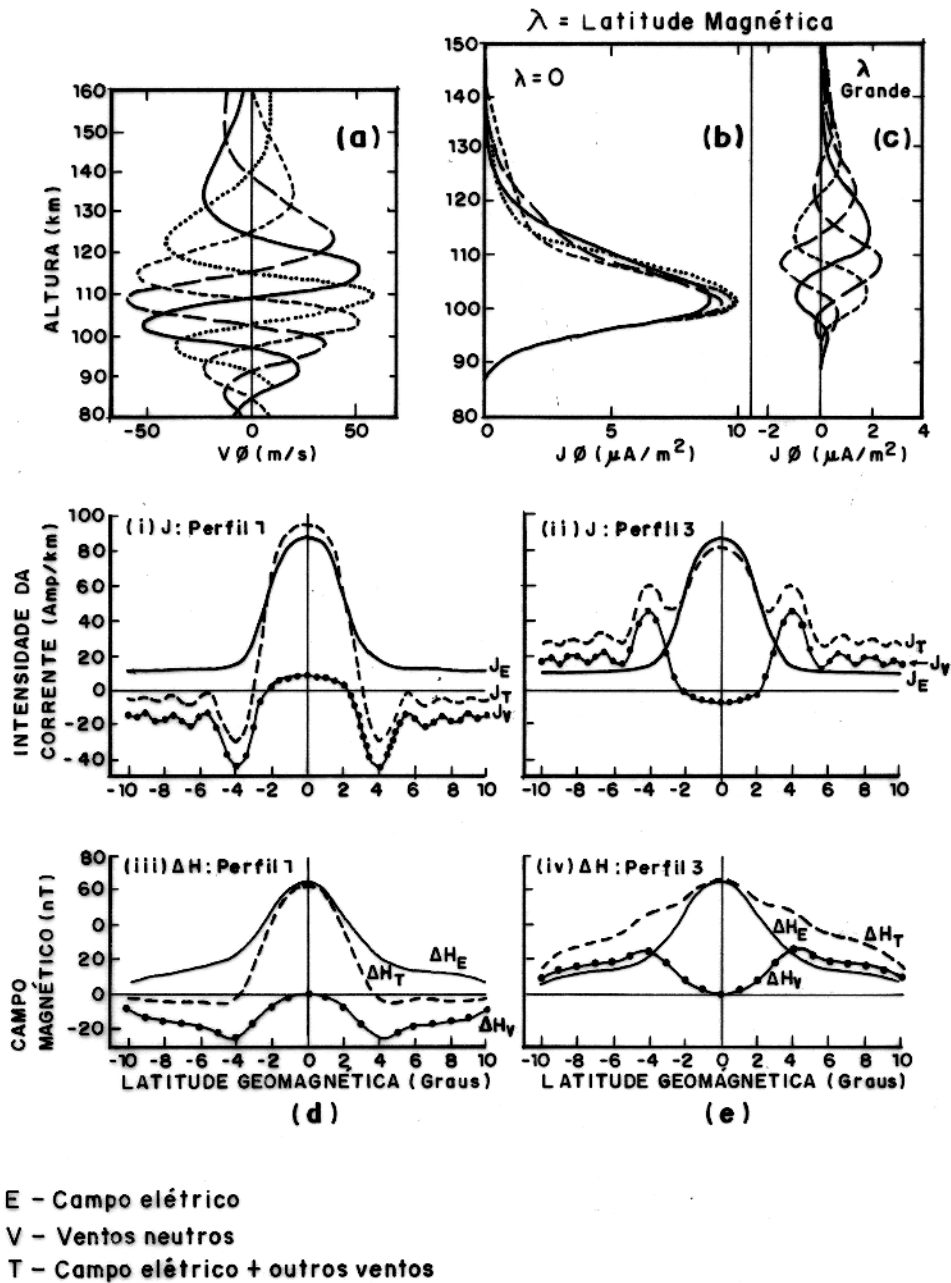 λ = Latitude Magnética
160
150
140
130
120
110
100
90
80
ALTURA (km)
(a)
-50
0
50
VØ (m/s)
150
140
130
120
110
100
90
80
λ = 0
(b)
0
5
10
JØ (μA/m²)
λ
Grande
(c)
-2
0
2
4
JØ (μA/m²)
INTENSIDADE DA
CORRENTE (Amp/km)
100
80
60
40
20
0
-20
-40
(i) J: Perfil 1
J_E
J_T
J_V
-10 -8 -6 -4 -2 0 2 4 6 8 10
(ii) J: Perfil 3
J_T
J_V
J_E
-10 -8 -6 -4 -2 0 2 4 6 8 10
CAMPO
MAGNÉTICO (nT)
80
60
0
20
0
-20
(iii) ΔH: Perfil 1
ΔH_E
ΔH_T
ΔH_V
-10 -8 -6 -4 -2 0 2 4 6 8 10
LATITUDE GEOMAGNÉTICA (Graus)
(d)
(iv) ΔH: Perfil 3
ΔH_E
ΔH_T
ΔH_V
-10 -8 -6 -4 -2 0 2 4 6 8 10
LATITUDE GEOMAGNÉTICA (Graus)
(e)
E - Campo elétrico
V - Ventos neutros
T - Campo elétrico + outros ventos